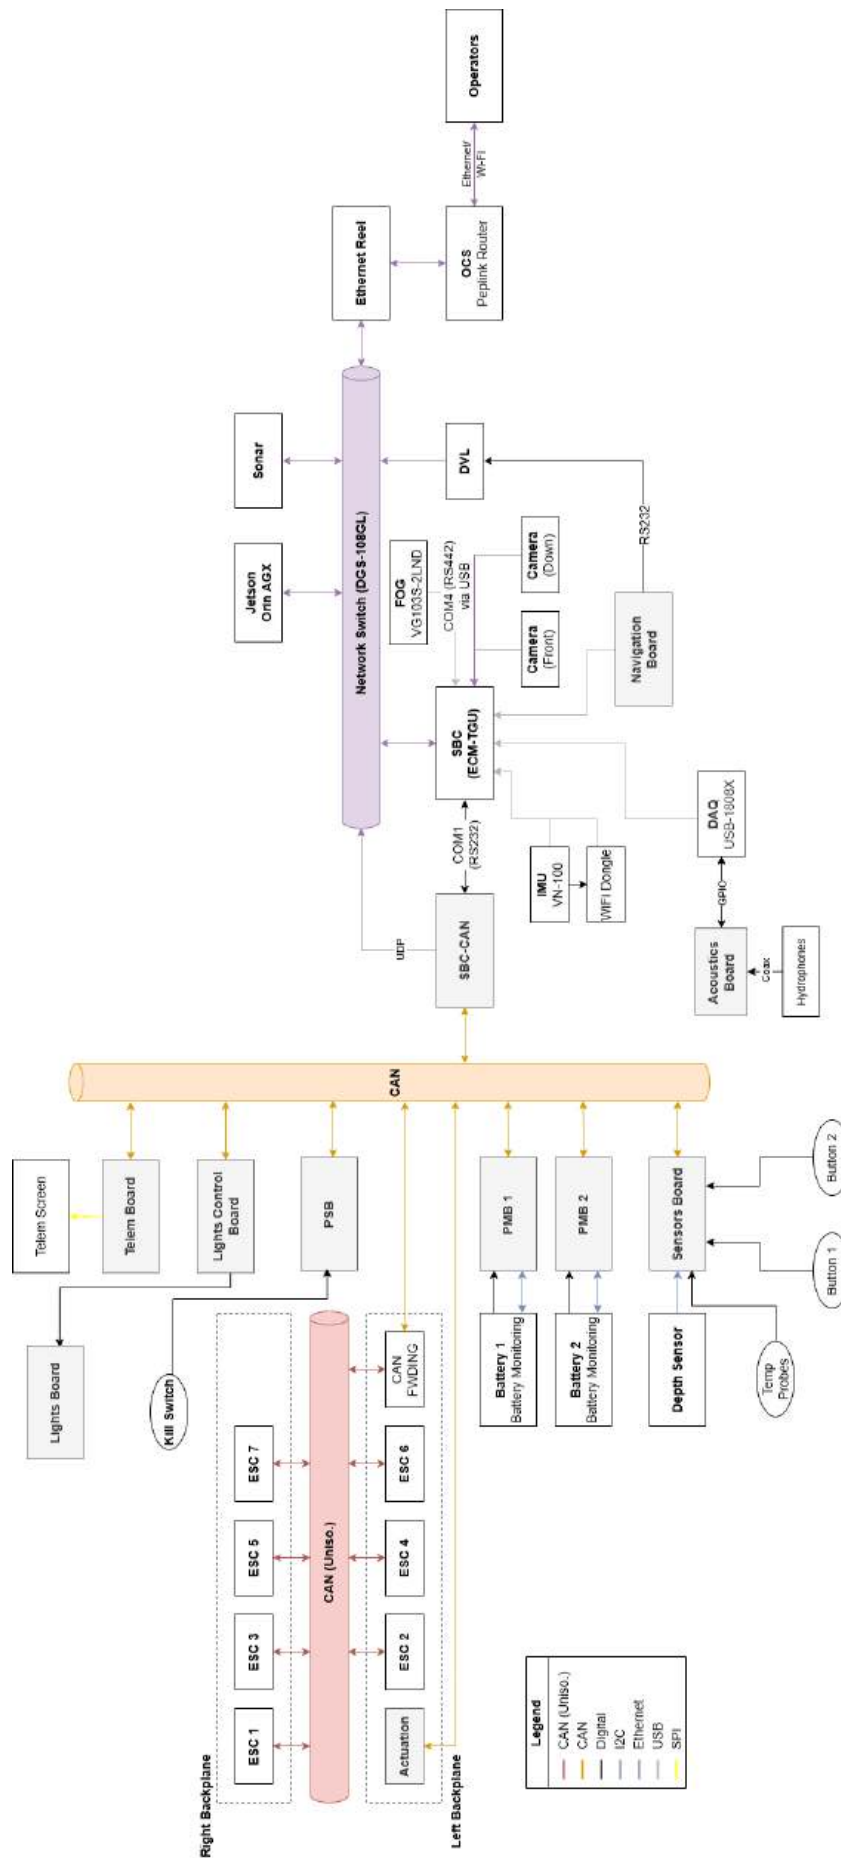 Right Backplane
ESC 1
ESC 3
ESC 5
ESC 7
CAN (Uniso.)
Actuation
ESC 2
ESC 4
ESC 6
CAN
FWDING
Left Backplane
Lights Board
Kill Switch
Telem Screen
Telem Board
Lights Control
Board
PSB
Battery 1
Battery Monitoring
PMB 1
Battery 2
Battery Monitoring
PMB 2
Depth Sensor
Temp
Probes
Sensors Board
Button 1
Button 2
CAN
SBC-CAN
UDP
COM1
(RS232)
SBC
(ECM-TGU)
Network Switch (DGS-108GL)
Jetson
Orin AGX
Sonar
FOG
VG103S-2LND
COM4 (RS442)
via USB
DVL
Camera
(Front)
Camera
(Down)
IMU
VN-100
WIFI Dongle
Navigation
Board
RS232
DAQ
USB-1808X
GPIO
Acoustics
Board
Coax
Hydrophones
Ethernet Reel
OCS
Peplink Router
Ethernet/
Wi-Fi
Operators
Legend
CAN (Uniso.)
CAN
Digital
I2C
Ethernet
USB
SPI